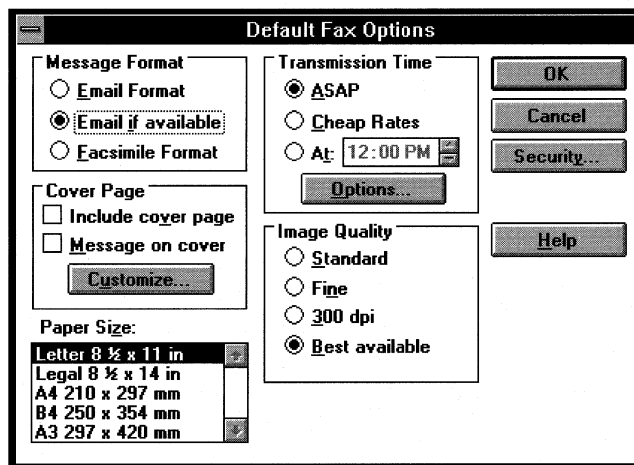 Default Fax Options
Message Format
Email Format
Email if available
Facsimile Format
Cover Page
Include cover page
Message on cover
Customize...
Paper Size:
Letter 8 ½ x 11 in
Legal 8 ½ x 14 in
A4 210 x 297 mm
B4 250 x 354 mm
A3 297 x 420 mm
Transmission Time
ASAP
Cheap Rates
At: 12:00 PM
Options...
Image Quality
Standard
Fine
300 dpi
Best available
OK
Cancel
Security...
Help